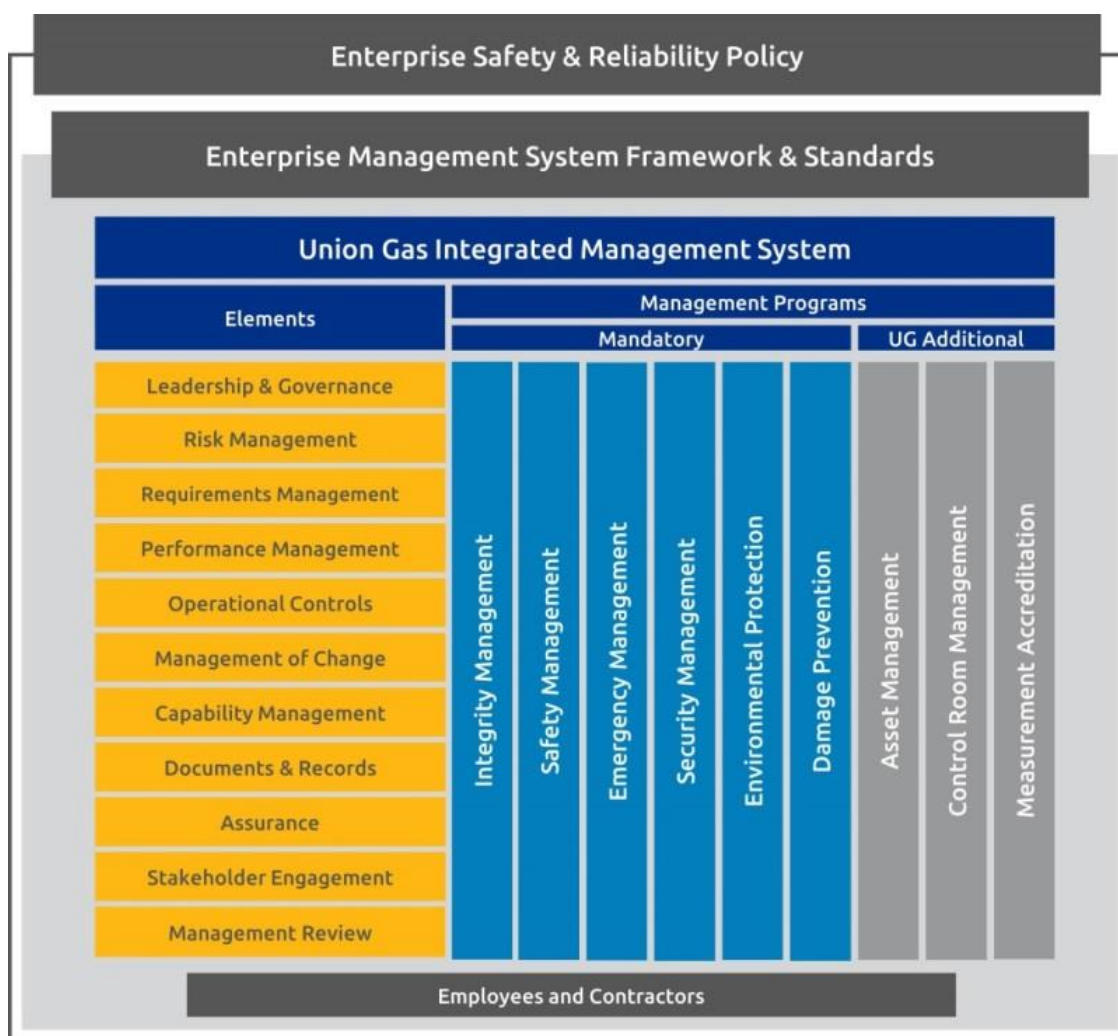 Enterprise Safety & Reliability Policy
Enterprise Management System Framework & Standards
Union Gas Integrated Management System
Elements
Management Programs
Mandatory
UG Additional
Leadership & Governance
Risk Management
Requirements Management
Performance Management
Operational Controls
Management of Change
Capability Management
Documents & Records
Assurance
Stakeholder Engagement
Management Review
Integrity Management
Safety Management
Emergency Management
Security Management
Environmental Protection
Damage Prevention
Asset Management
Control Room Management
Measurement Accreditation
Employees and Contractors